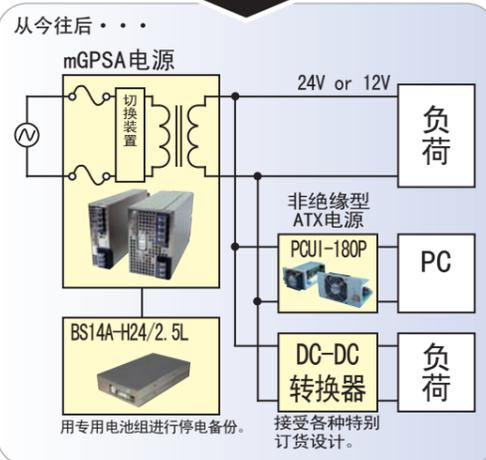 从今往后・・・
mGPSA电源
24V or 12V
切换装置
负荷
非绝缘型
ATX电源
PCUI-180P
PC
BS14A-H24/2.5L
DC-DC
转换器
负荷
用专用电池组进行停电备份。
接受各种特别
订货设计。